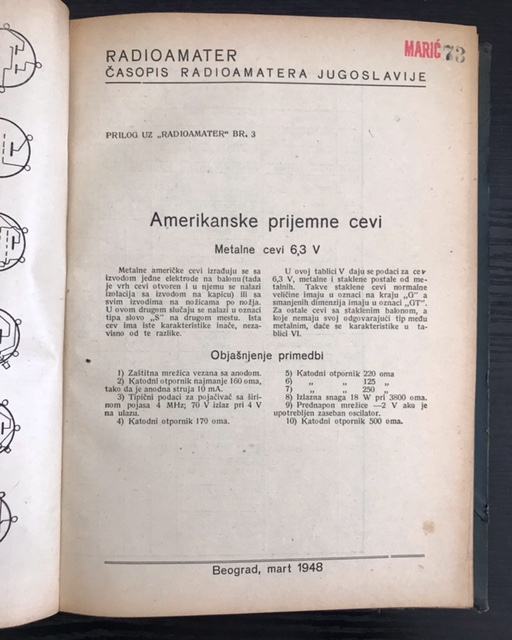 MARIĆ 73
RADIOAMATER
ČASOPIS RADIOAMATERA JUGOSLAVIJE
PRILOG UZ „RADIOAMATER“ BR. 3
Amerikanske prijemne cevi
Metalne cevi 6,3 V
Metalne američke cevi izrađuju se sa
izvodom jedne elektrode na balonu (tada
je vrh cevi otvoren i u njemu se nalazi
izolacija sa izvodom na kapicu) ili sa
svim izvodima na nožicama po nožja.
U ovom drugom slučaju se nalazi u oznaci
tipa slovo „S“ na drugom mestu. Ista
cev ima iste karakteristike inače, neza-
visno od te razlike.
U ovoj tablici V daju se podaci za cev
6,3 V, metalne i staklene postale od me-
talnih. Takve staklene cevi normalne
veličine imaju u oznaci na kraju „G“ a
smanjenih dimenzija imaju u oznaci „GT“.
Za ostale cevi sa staklenim balonom, a
koje nemaju svoj odgovarajući tip među
metalnim, daće se karakteristike u ta-
blici VI.
Objašnjenje primedbi
1) Zaštitna mrežica vezana sa anodom.
2) Katodni otpornik najmanje 160 oma,
tako da je anodna struja 10 mA.
3) Tipični podaci za pojačivač sa širi-
nom pojasa 4 MHz; 70 V izlaz pri 4 V
na ulazu.
4) Katodni otpornik 170 oma.
5) Katodni otpornik 220 oma
6) „ „ 125 „
7) „ „ 250 „
8) Izlazna snaga 18 W pri 3800 oma.
9) Prednapon mrežice —2 V ako je
upotrebljen zaseban oscilator.
10) Katodni otpornik 500 oma.
Beograd, mart 1948